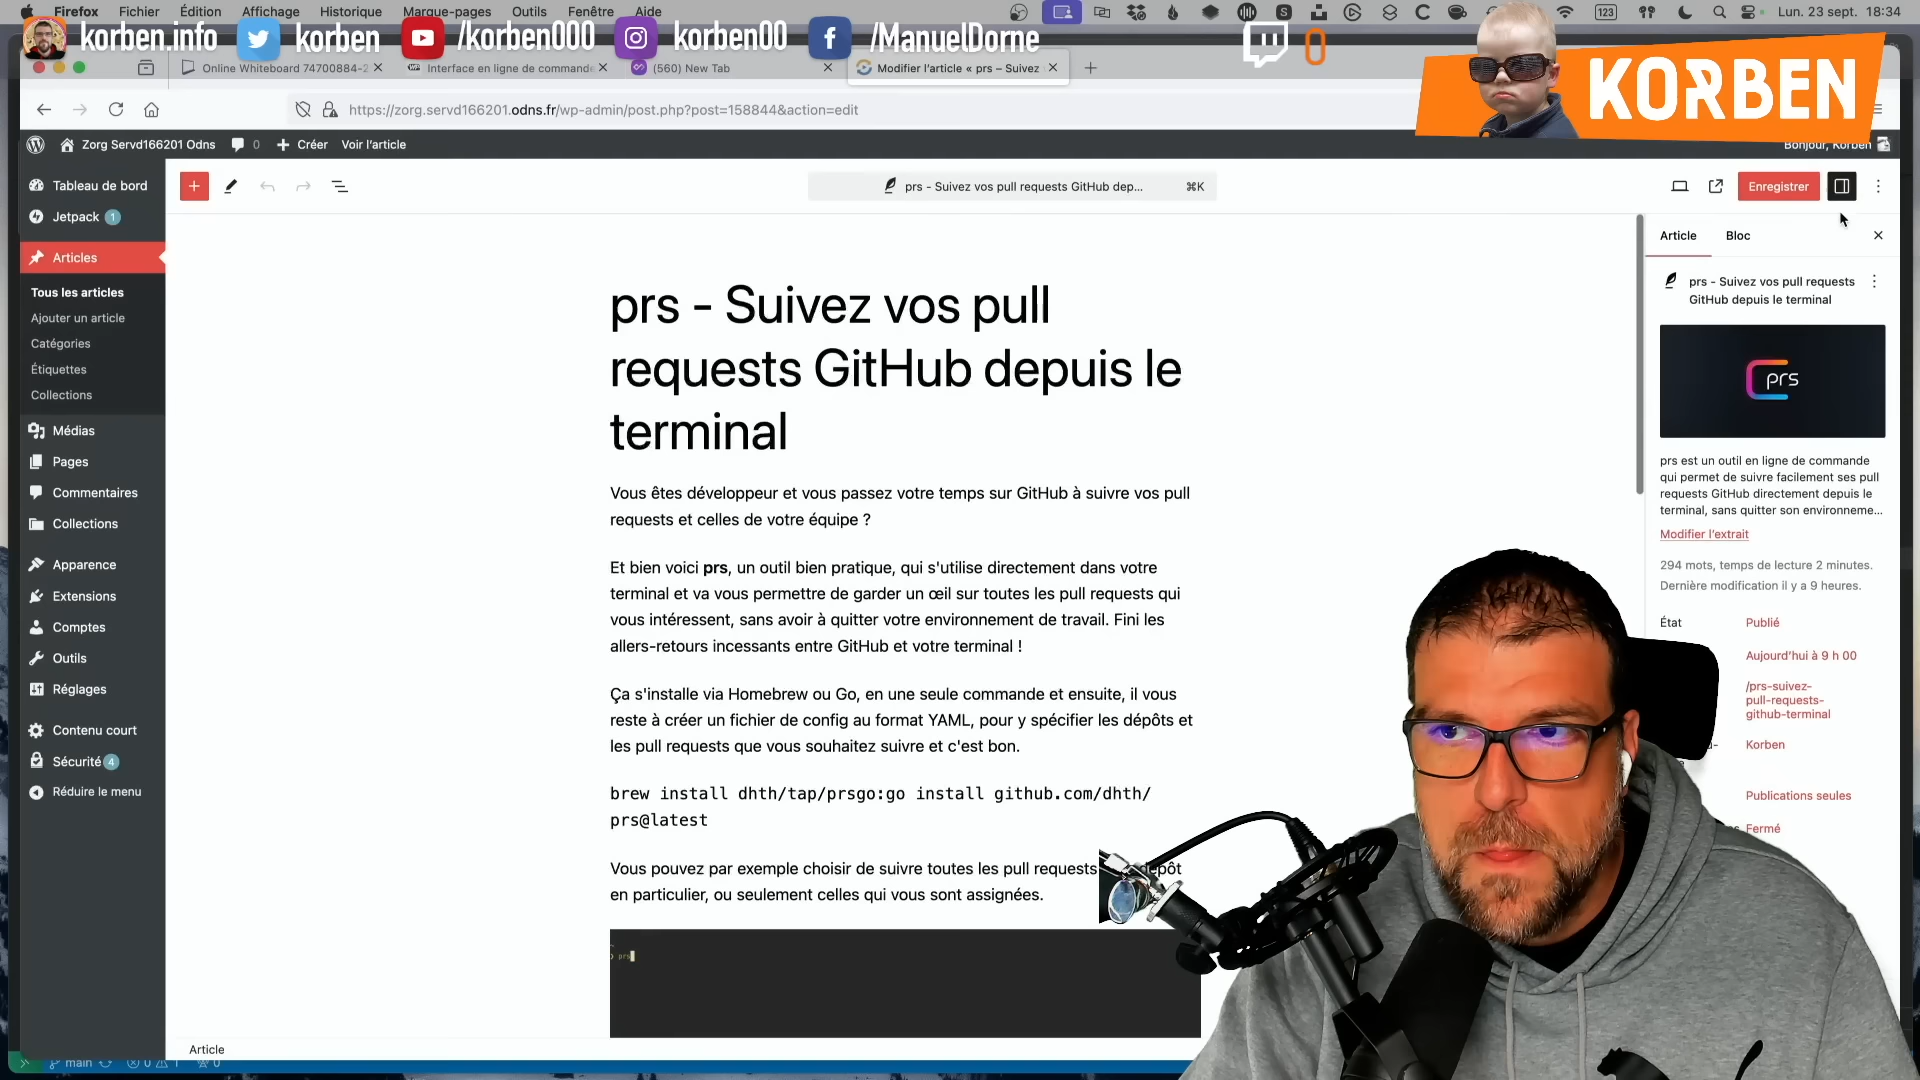 Firefox Fichier Édition Affichage Historique Marque-pages Outils Fenêtre Aide
123 Lun. 23 sept. 18:34
korben.info korben /korben000 korben00 /ManuelDorne
0
KORBEN
Online Whiteboard 74700884-2
Interface en ligne de commande
(560) New Tab
Modifier l'article « prs – Suivez
https://zorg.servd166201.odns.fr/wp-admin/post.php?post=158844&action=edit
Zorg Servd166201 Odns 0 Créer Voir l'article
Bonjour, Korben
Tableau de bord
Jetpack 1
Articles
Tous les articles
Ajouter un article
Catégories
Étiquettes
Collections
Médias
Pages
Commentaires
Collections
Apparence
Extensions
Comptes
Outils
Réglages
Contenu court
Sécurité 4
Réduire le menu
prs - Suivez vos pull requests GitHub dep... ⌘K
Enregistrer
prs - Suivez vos pull
requests GitHub depuis le
terminal
Vous êtes développeur et vous passez votre temps sur GitHub à suivre vos pull
requests et celles de votre équipe ?
Et bien voici prs, un outil bien pratique, qui s'utilise directement dans votre
terminal et va vous permettre de garder un œil sur toutes les pull requests qui
vous intéressent, sans avoir à quitter votre environnement de travail. Fini les
allers-retours incessants entre GitHub et votre terminal !
Ça s'installe via Homebrew ou Go, en une seule commande et ensuite, il vous
reste à créer un fichier de config au format YAML, pour y spécifier les dépôts et
les pull requests que vous souhaitez suivre et c'est bon.
brew install dhth/tap/prsgo:go install github.com/dhth/
prs@latest
Vous pouvez par exemple choisir de suivre toutes les pull requests dépôt
en particulier, ou seulement celles qui vous sont assignées.
prs
Article
main 0 1 0
Article Bloc
prs - Suivez vos pull requests
GitHub depuis le terminal
prs
prs est un outil en ligne de commande
qui permet de suivre facilement ses pull
requests GitHub directement depuis le
terminal, sans quitter son environneme...
Modifier l'extrait
294 mots, temps de lecture 2 minutes.
Dernière modification il y a 9 heures.
État Publié
Aujourd'hui à 9 h 00
/prs-suivez-
pull-requests-
github-terminal
Korben
Publications seules
Fermé